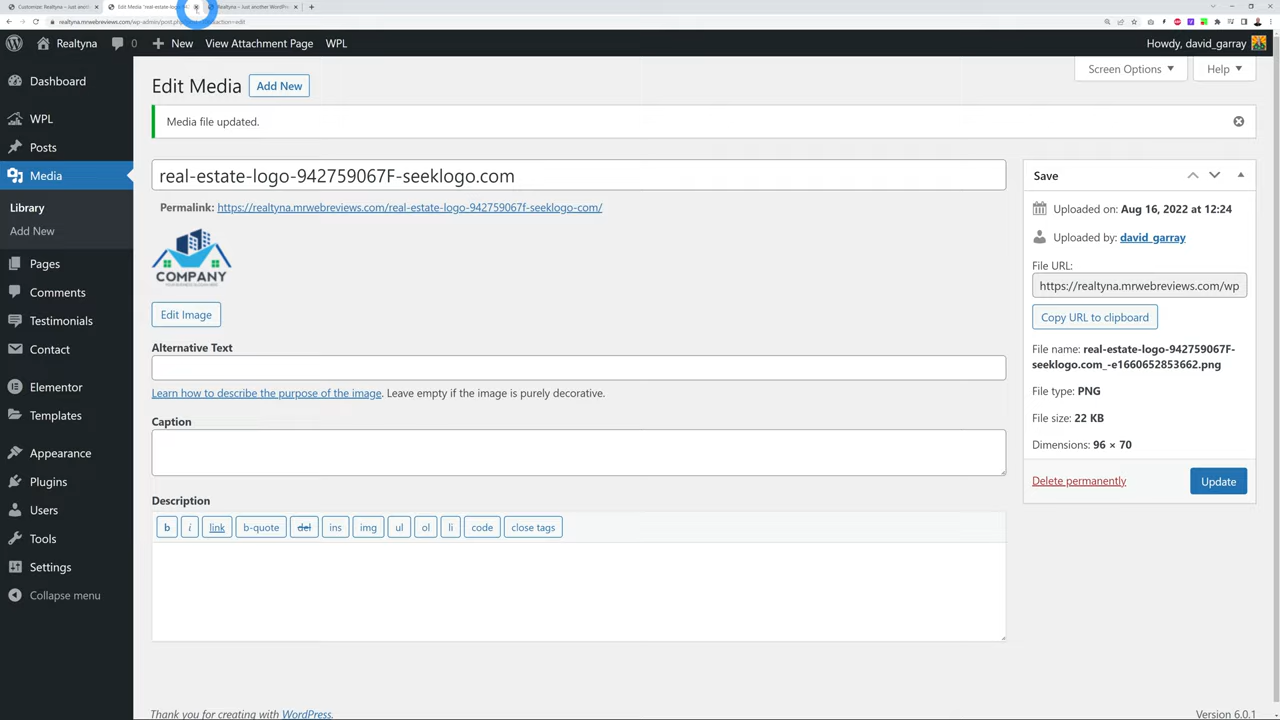 Customize: Realtyna – Just anot
Edit Media "real-estate-logo-94
Realtyna – Just another WordPr
realtyna.mrwebreviews.com/wp-admin/post.php
action=edit
Realtyna
0
New
View Attachment Page
WPL
Howdy, david_garray
Dashboard
WPL
Posts
Media
Library
Add New
Pages
Comments
Testimonials
Contact
Elementor
Templates
Appearance
Plugins
Users
Tools
Settings
Collapse menu
Screen Options
Help
Edit Media
Add New
Media file updated.
real-estate-logo-942759067F-seeklogo.com
Permalink: https://realtyna.mrwebreviews.com/real-estate-logo-942759067f-seeklogo-com/
COMPANY
Edit Image
Alternative Text
Learn how to describe the purpose of the image. Leave empty if the image is purely decorative.
Caption
Description
b i link b-quote del ins img ul ol li code close tags
Save
Uploaded on: Aug 16, 2022 at 12:24
Uploaded by: david_garray
File URL:
https://realtyna.mrwebreviews.com/wp
Copy URL to clipboard
File name: real-estate-logo-942759067F-
seeklogo.com_-e1660652853662.png
File type: PNG
File size: 22 KB
Dimensions: 96 × 70
Delete permanently
Update
Thank you for creating with WordPress.
Version 6.0.1